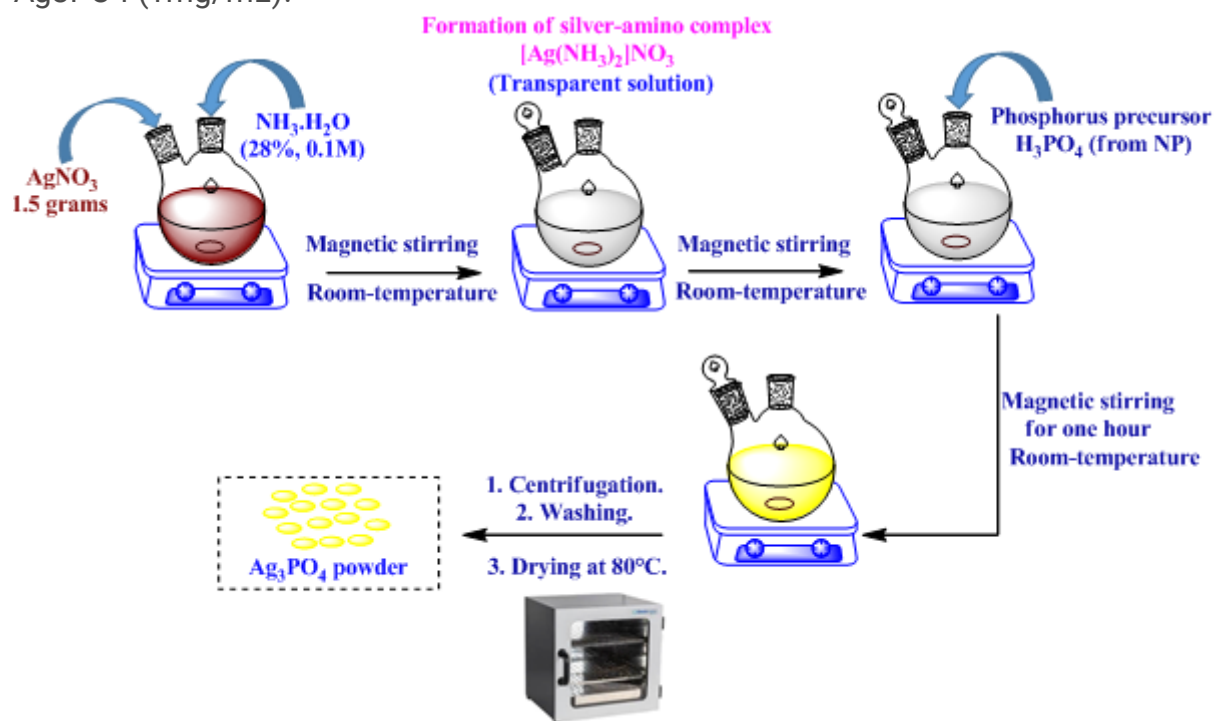 Formation of silver-amino complex
[Ag(NH₃)₂]NO₃
(Transparent solution)
NH₃.H₂O
(28%, 0.1M)
AgNO₃
1.5 grams
Phosphorus precursor
H₃PO₄ (from NP)
Magnetic stirring
Room-temperature
Magnetic stirring
Room-temperature
Magnetic stirring
for one hour
Room-temperature
1. Centrifugation.
2. Washing.
3. Drying at 80°C.
Ag₃PO₄ powder